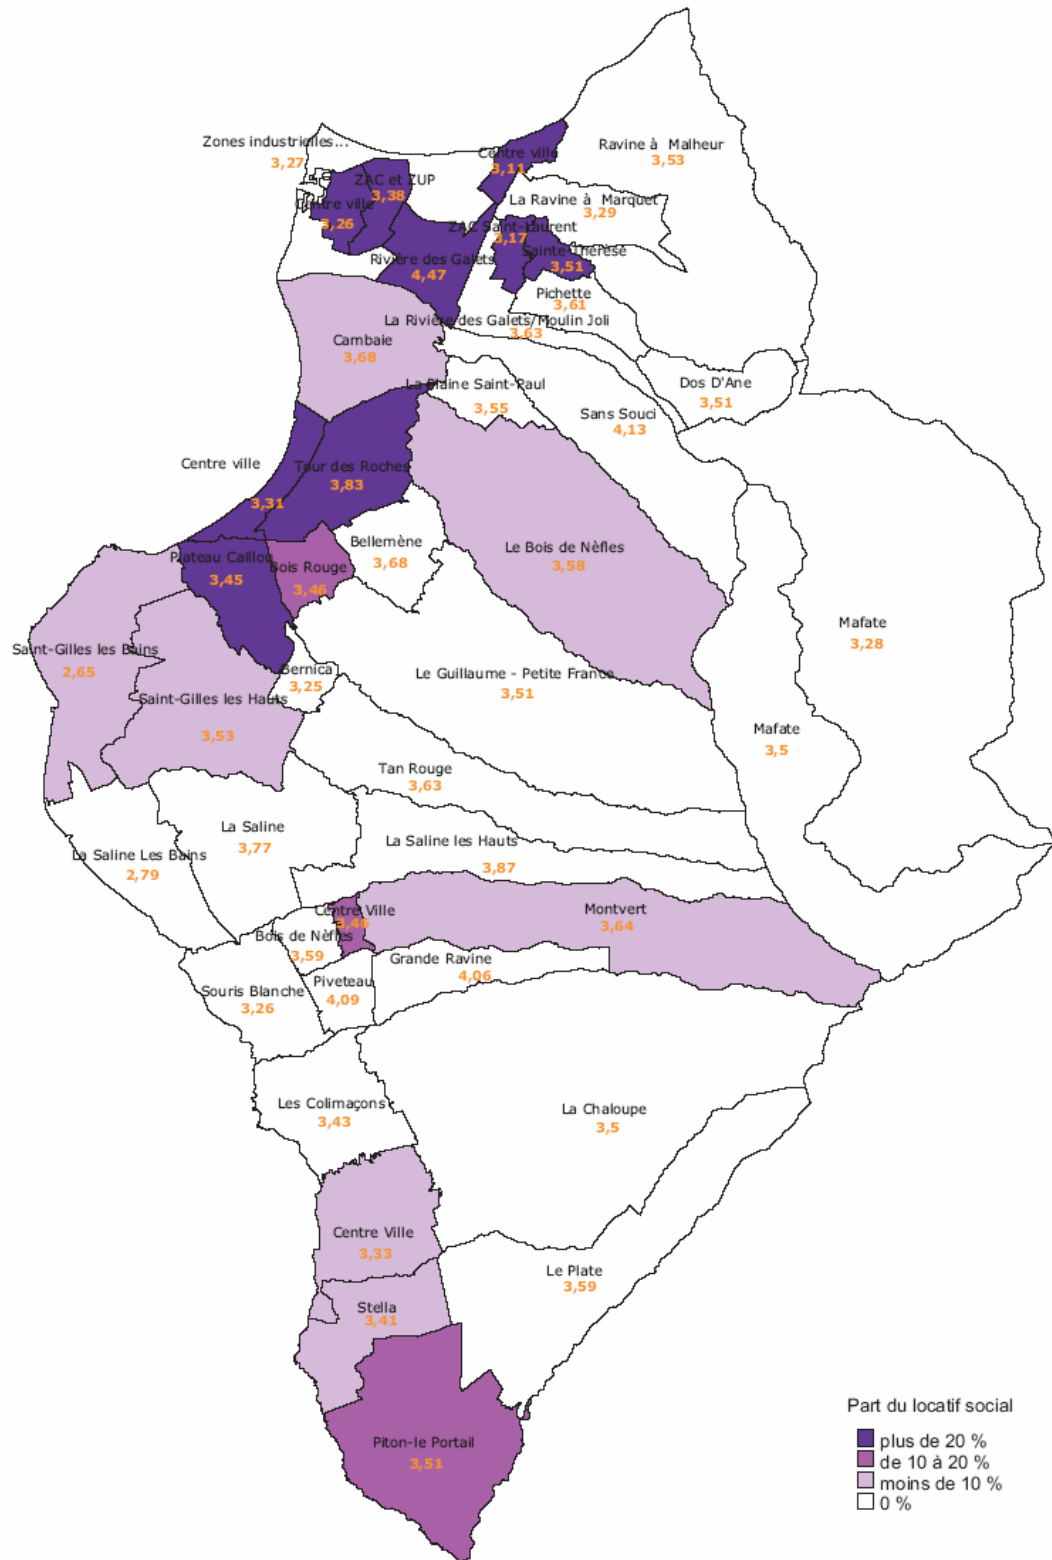 Zones industrielles...
3,27
Centre ville
3,11
Ravine à Malheur
3,53
ZAC et ZUP
3,38
Centre ville
3,26
La Ravine à Marquet
3,29
ZAC Saint-Laurent
3,17
Sainte-Thérèse
3,51
Rivière des Galets
4,47
Pichette
3,61
La Rivière des Galets/Moulin Joli
3,63
Cambaie
3,68
La Plaine Saint-Paul
3,55
Dos D'Ane
3,51
Sans Souci
4,13
Centre ville
3,31
Tour des Roches
3,83
Bellemène
3,68
Le Bois de Nèfles
3,58
Plateau Caillou
3,45
Bois Rouge
3,46
Mafate
3,28
Saint-Gilles les Bains
2,65
Bernica
3,25
Le Guillaume - Petite France
3,51
Saint-Gilles les Hauts
3,53
Mafate
3,5
Tan Rouge
3,63
La Saline
3,77
La Saline les Hauts
3,87
La Saline Les Bains
2,79
Centre Ville
3,46
Montvert
3,64
Bois de Nèfles
3,59
Grande Ravine
4,06
Piveteau
4,09
Souris Blanche
3,26
Les Colimaçons
3,43
La Chaloupe
3,5
Centre Ville
3,33
Le Plate
3,59
Stella
3,41
Piton-le Portail
3,51
Part du locatif social
plus de 20 %
de 10 à 20 %
moins de 10 %
0 %